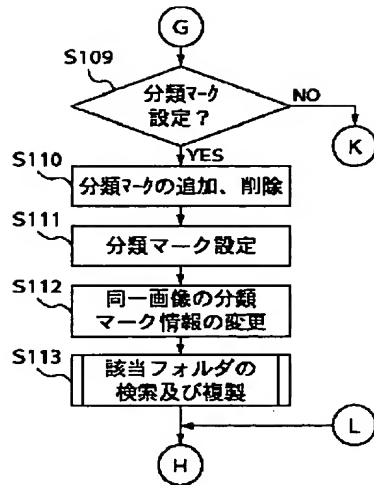 G
S109
分類マーク
設定？
NO
K
YES
S110
分類マークの追加、削除
S111
分類マーク設定
S112
同一画像の分類
マーク情報の変更
S113
該当フォルダの
検索及び複製
L
H